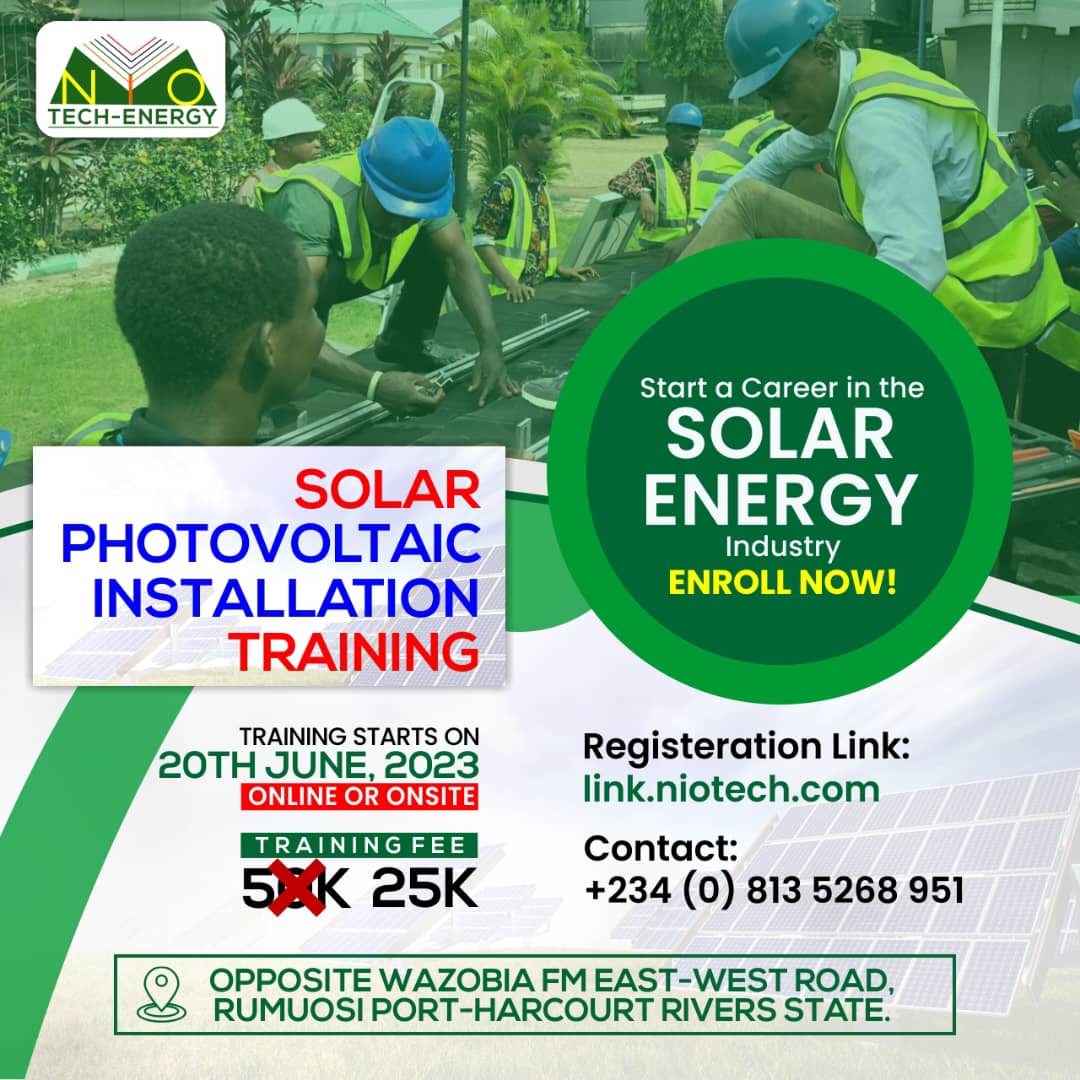 NIO
TECH-ENERGY
Start a Career in the
SOLAR
ENERGY
Industry
ENROLL NOW!
SOLAR
PHOTOVOLTAIC
INSTALLATION
TRAINING
TRAINING STARTS ON
20TH JUNE, 2023
ONLINE OR ONSITE
TRAINING FEE
50K 25K
Registeration Link:
link.niotech.com
Contact:
+234 (0) 813 5268 951
OPPOSITE WAZOBIA FM EAST-WEST ROAD,
RUMUOSI PORT-HARCOURT RIVERS STATE.